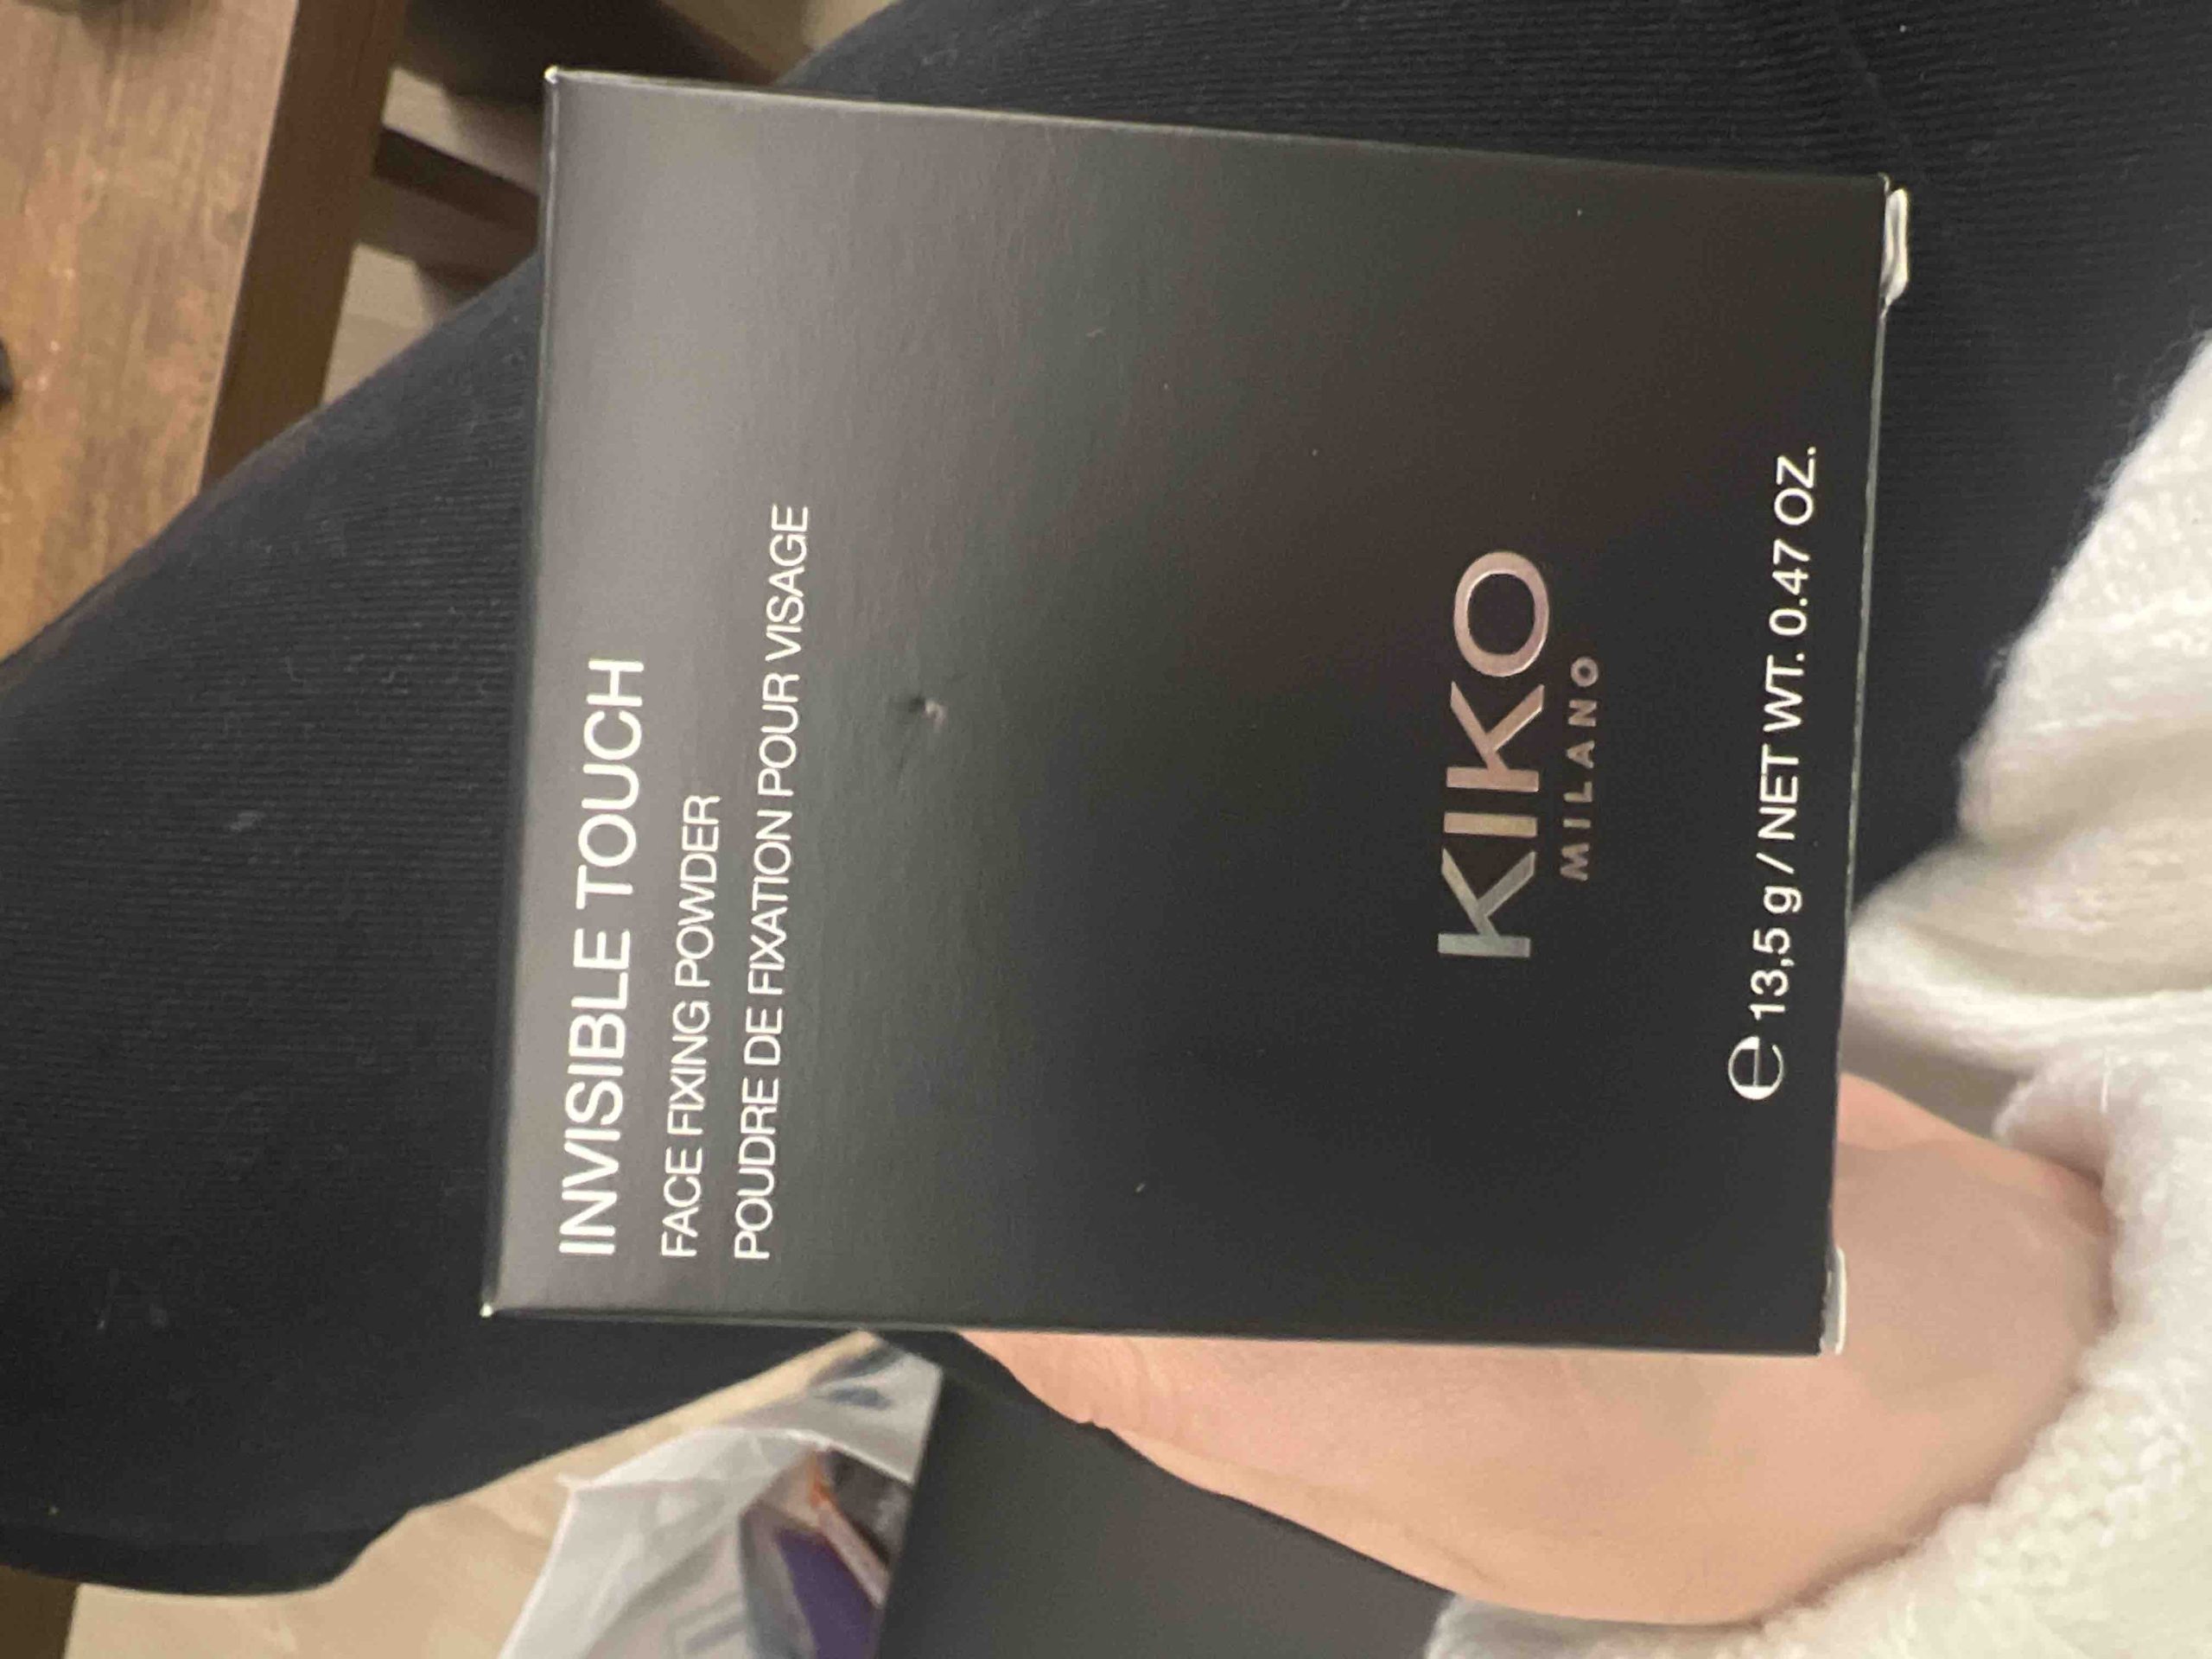 INVISIBLE TOUCH
FACE FIXING POWDER
POUDRE DE FIXATION POUR VISAGE
KIKO
MILANO
℮ 13,5 g / NET WT. 0.47 OZ.